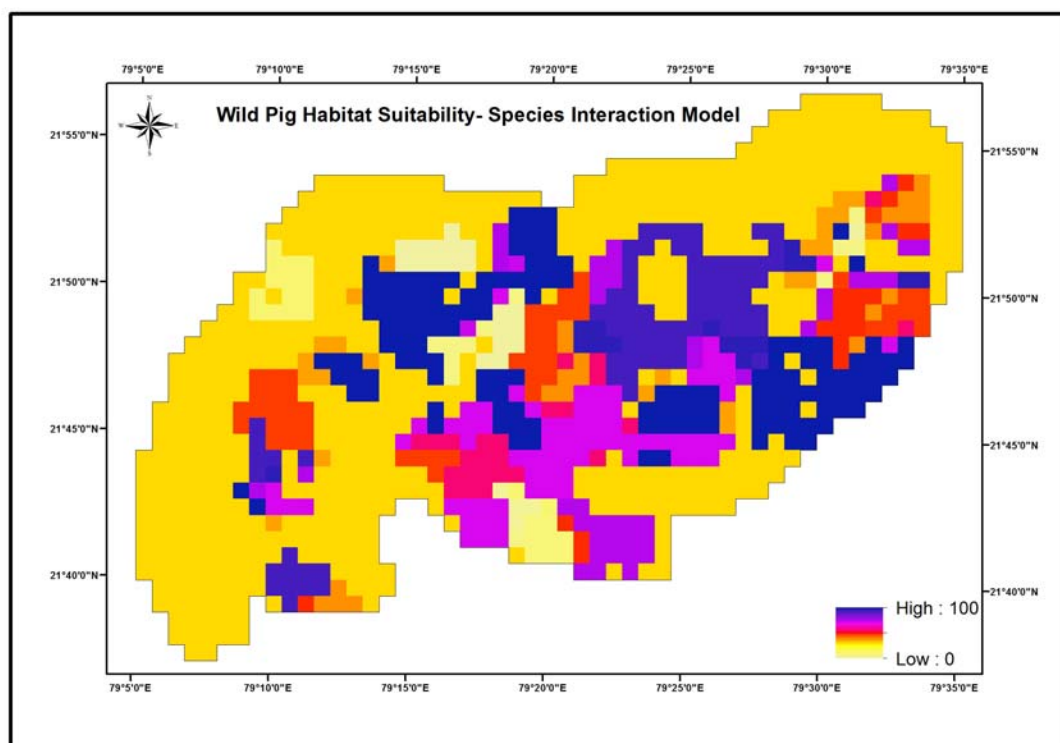 79°5'0"E 79°10'0"E 79°15'0"E 79°20'0"E 79°25'0"E 79°30'0"E 79°35'0"E
N
W E
S
Wild Pig Habitat Suitability- Species Interaction Model
21°55'0"N 21°55'0"N
21°50'0"N 21°50'0"N
21°45'0"N 21°45'0"N
21°40'0"N 21°40'0"N
High : 100
Low : 0
79°5'0"E 79°10'0"E 79°15'0"E 79°20'0"E 79°25'0"E 79°30'0"E 79°35'0"E